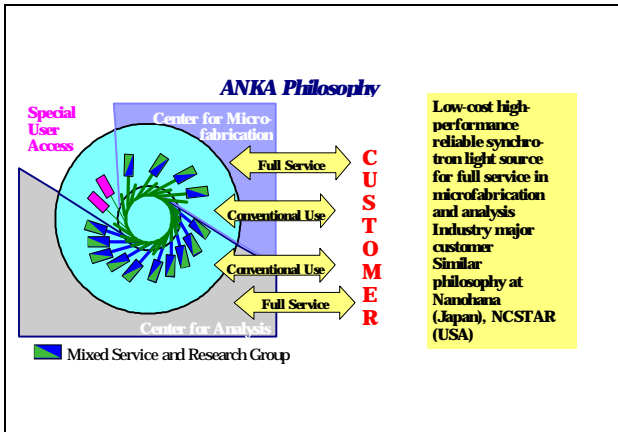 ANKA Philosophy
Special
User
Access
Center for Micro-
fabrication
Full Service
Conventional Use
Conventional Use
Full Service
Center for Analysis
C
U
S
T
O
M
E
R
Low-cost high-
performance
reliable synchro-
tron light source
for full service in
microfabrication
and analysis
Industry major
customer
Similar
philosophy at
Nanohana
(Japan), NCSTAR
(USA)
Mixed Service and Research Group